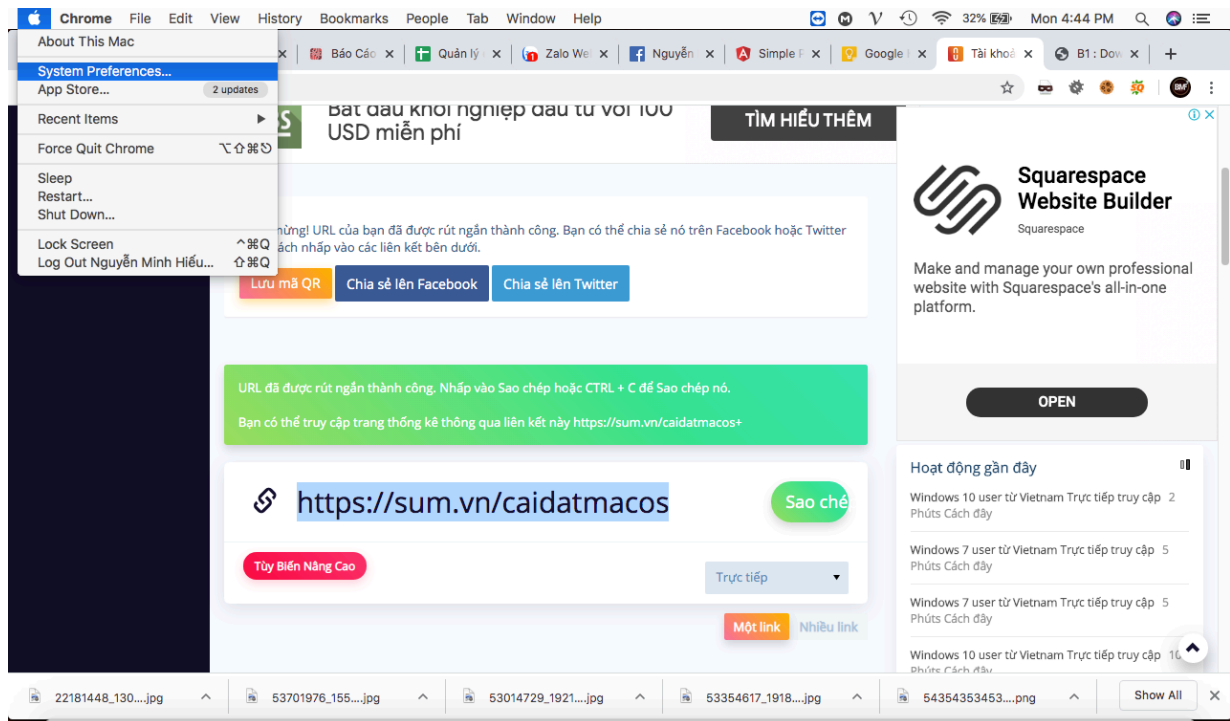 Chrome File Edit View History Bookmarks People Tab Window Help 32% Mon 4:44 PM
About This Mac
System Preferences...
App Store... 2 updates
Recent Items
Force Quit Chrome ⌥⇧⌘⎋
Sleep
Restart...
Shut Down...
Lock Screen ^⌘Q
Log Out Nguyễn Minh Hiếu... ⇧⌘Q
Báo Cáo Quản lý Zalo We Nguyễn Simple Google Tài khoả B1 : Dow
Bắt đầu khởi nghiệp đầu tư với 100
USD miễn phí
TÌM HIỂU THÊM
URL của bạn đã được rút ngắn thành công. Bạn có thể chia sẻ nó trên Facebook hoặc Twitter
nhấp vào các liên kết bên dưới.
Lưu mã QR Chia sẻ lên Facebook Chia sẻ lên Twitter
URL đã được rút ngắn thành công. Nhấp vào Sao chép hoặc CTRL + C để Sao chép nó.
Bạn có thể truy cập trang thống kê thông qua liên kết này https://sum.vn/caidatmacos+
https://sum.vn/caidatmacos
Sao ché
Tùy Biến Nâng Cao
Trực tiếp
Một link Nhiều link
Squarespace
Website Builder
Squarespace
Make and manage your own professional
website with Squarespace's all-in-one
platform.
OPEN
Hoạt động gần đây
Windows 10 user từ Vietnam Trực tiếp truy cập 2
Phút Cách đây
Windows 7 user từ Vietnam Trực tiếp truy cập 5
Phút Cách đây
Windows 7 user từ Vietnam Trực tiếp truy cập 5
Phút Cách đây
Windows 10 user từ Vietnam Trực tiếp truy cập
Phút Cách đây
22181448_130....jpg 53701976_155....jpg 53014729_1921....jpg 53354617_1918....jpg 54354353453....png Show All